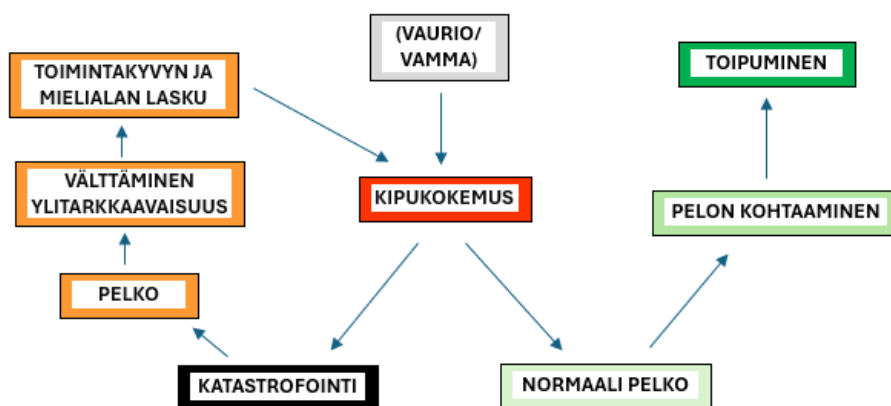 (VAURIO/
VAMMA)
TOIMINTAKYVYN JA
MIELIALAN LASKU
TOIPUMINEN
VÄLTTÄMINEN
YLITARKKAAVAISUUS
KIPUKOKEMUS
PELON KOHTAAMINEN
PELKO
KATASTROFOINTI
NORMAALI PELKO